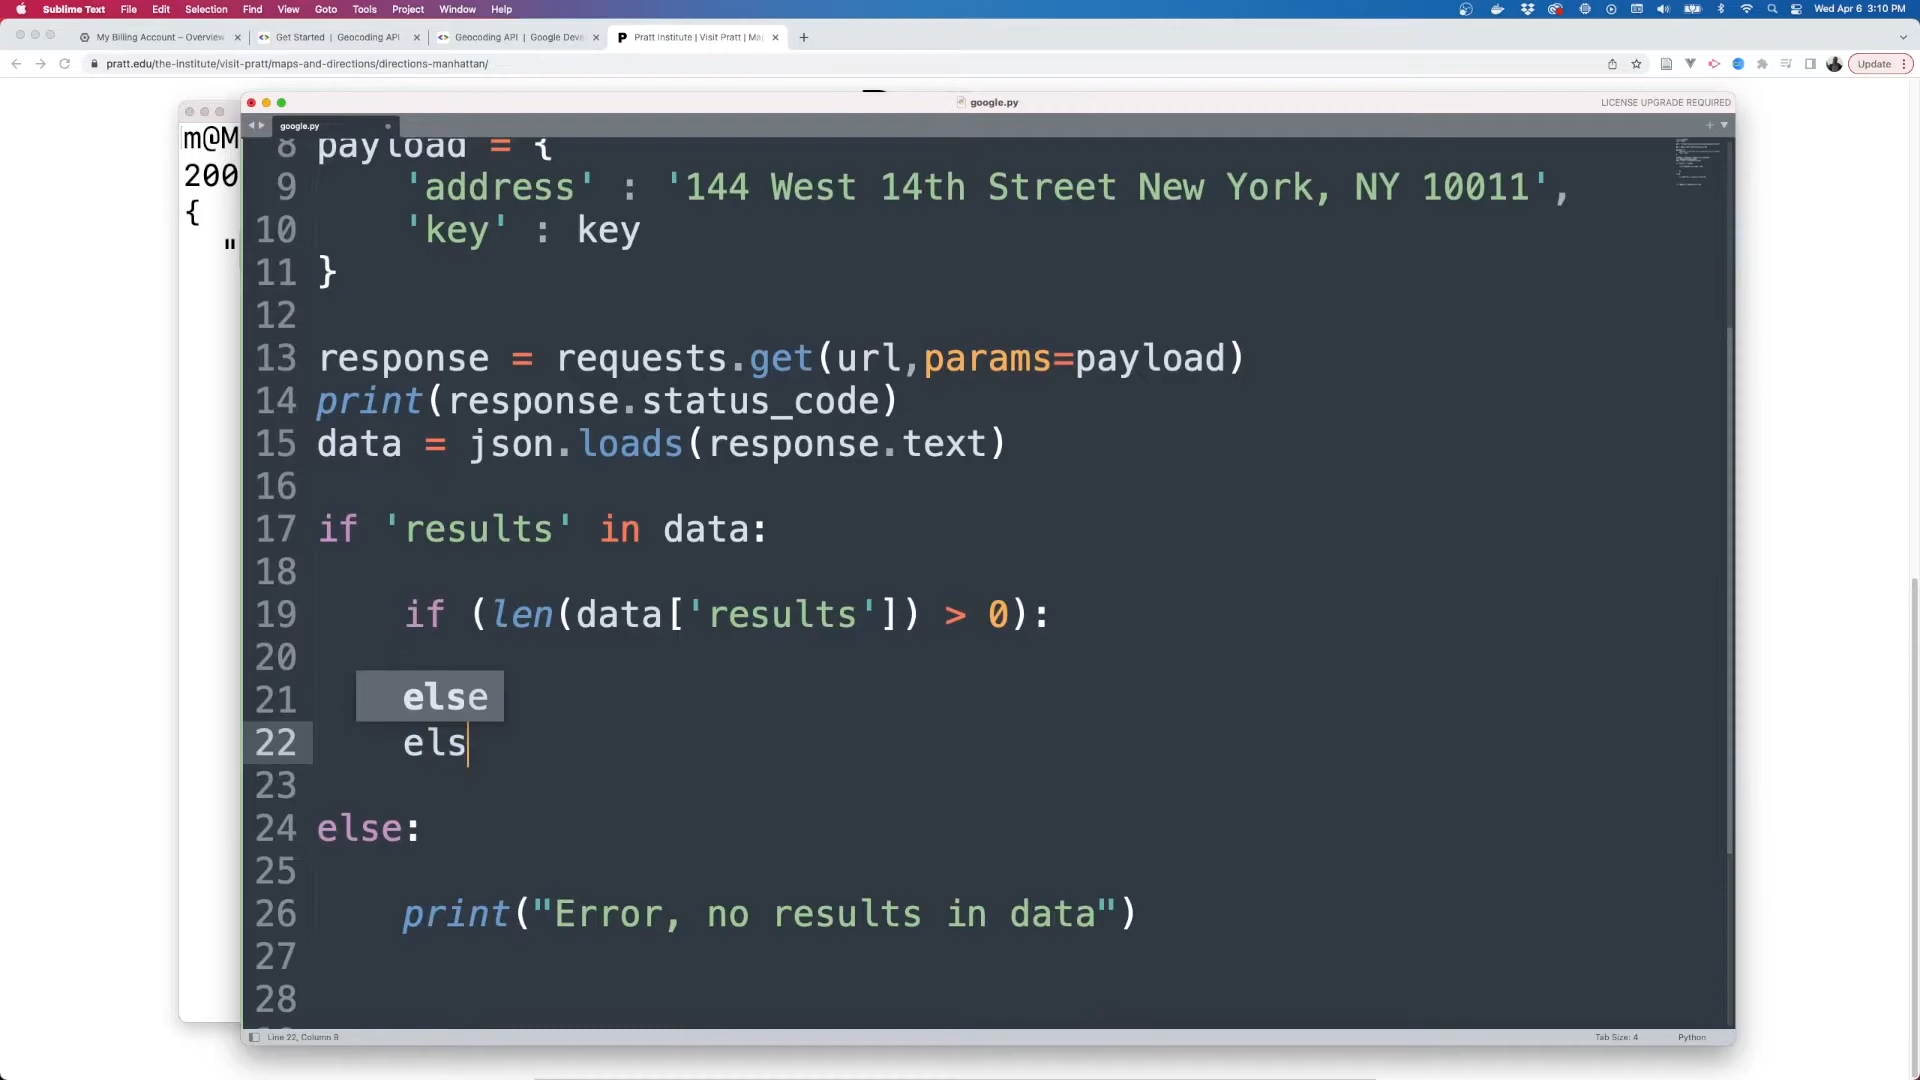 Sublime Text File Edit Selection Find View Goto Tools Project Window Help Wed Apr 6 3:10 PM
My Billing Account – Overview Get Started | Geocoding API Geocoding API | Google Deve Pratt Institute | Visit Pratt | Ma
pratt.edu/the-institute/visit-pratt/maps-and-directions/directions-manhattan/ Update
google.py LICENSE UPGRADE REQUIRED
google.py
m@M
200
{
"
8 payload = {
9 'address' : '144 West 14th Street New York, NY 10011',
10 'key' : key
11 }
12
13 response = requests.get(url,params=payload)
14 print(response.status_code)
15 data = json.loads(response.text)
16
17 if 'results' in data:
18
19 if (len(data['results']) > 0):
20
21 else
22 els
23
24 else:
25
26 print("Error, no results in data")
27
28
Line 22, Column 8 Tab Size: 4 Python